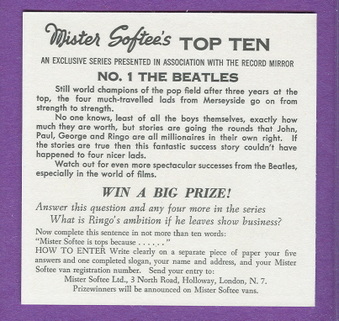 Mister Softee's TOP TEN
AN EXCLUSIVE SERIES PRESENTED IN ASSOCIATION WITH THE RECORD MIRROR
NO. 1 THE BEATLES
Still world champions of the pop field after three years at
the top, the four much-travelled lads from Merseyside go on from
strength to strength.
No one knows, least of all the boys themselves, exactly how
much they are worth, but stories are going the rounds that John,
Paul, George and Ringo are all millionaires in their own right. If
the stories are true then this fantastic success story couldn't have
happened to four nicer lads.
Watch out for even more spectacular successes from the Beatles,
especially in the world of films.
WIN A BIG PRIZE!
Answer this question and any four more in the series
What is Ringo's ambition if he leaves show business?
Now complete this sentence in not more than ten words:
"Mister Softee is tops because . . . . . ."
HOW TO ENTER Write clearly on a separate piece of paper your five
answers and one completed slogan, your name and address, and your Mister
Softee van registration number. Send your entry to:
Mister Softee Ltd., 3 North Road, Holloway, London, N. 7.
Prizewinners will be announced on Mister Softee vans.